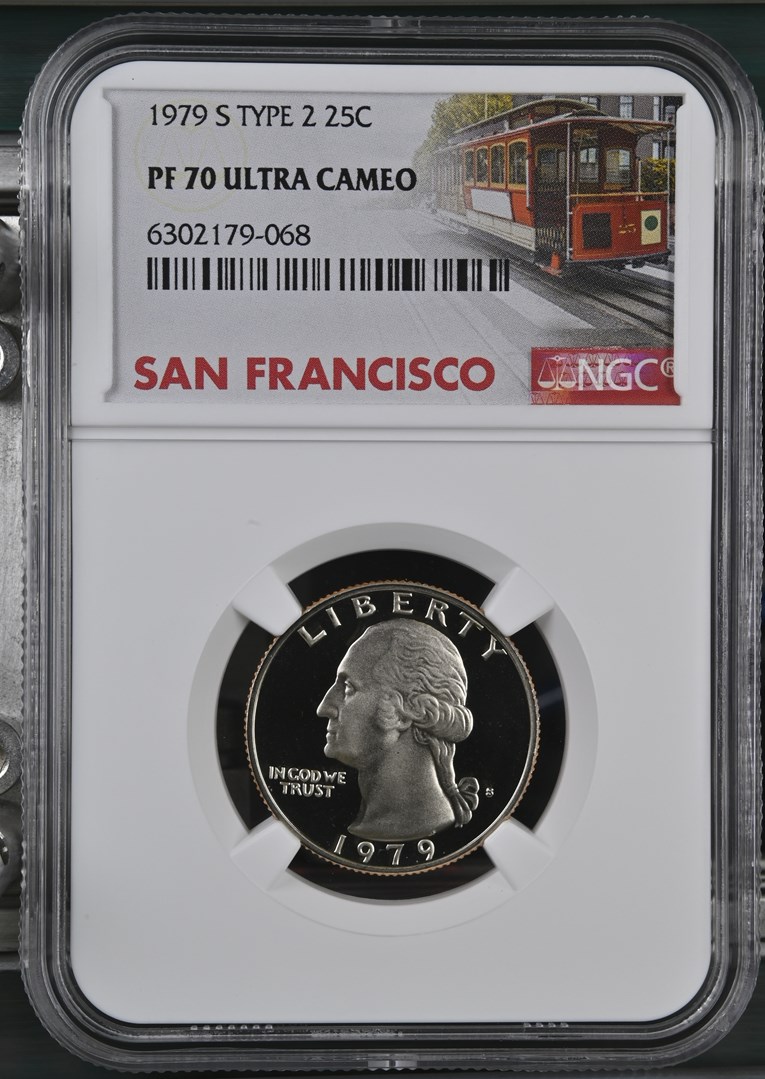 1979 S TYPE 2 25C
PF 70 ULTRA CAMEO
6302179-068
25
SAN FRANCISCO
NGC®
LIBERTY
IN GOD WE
TRUST
S
1979